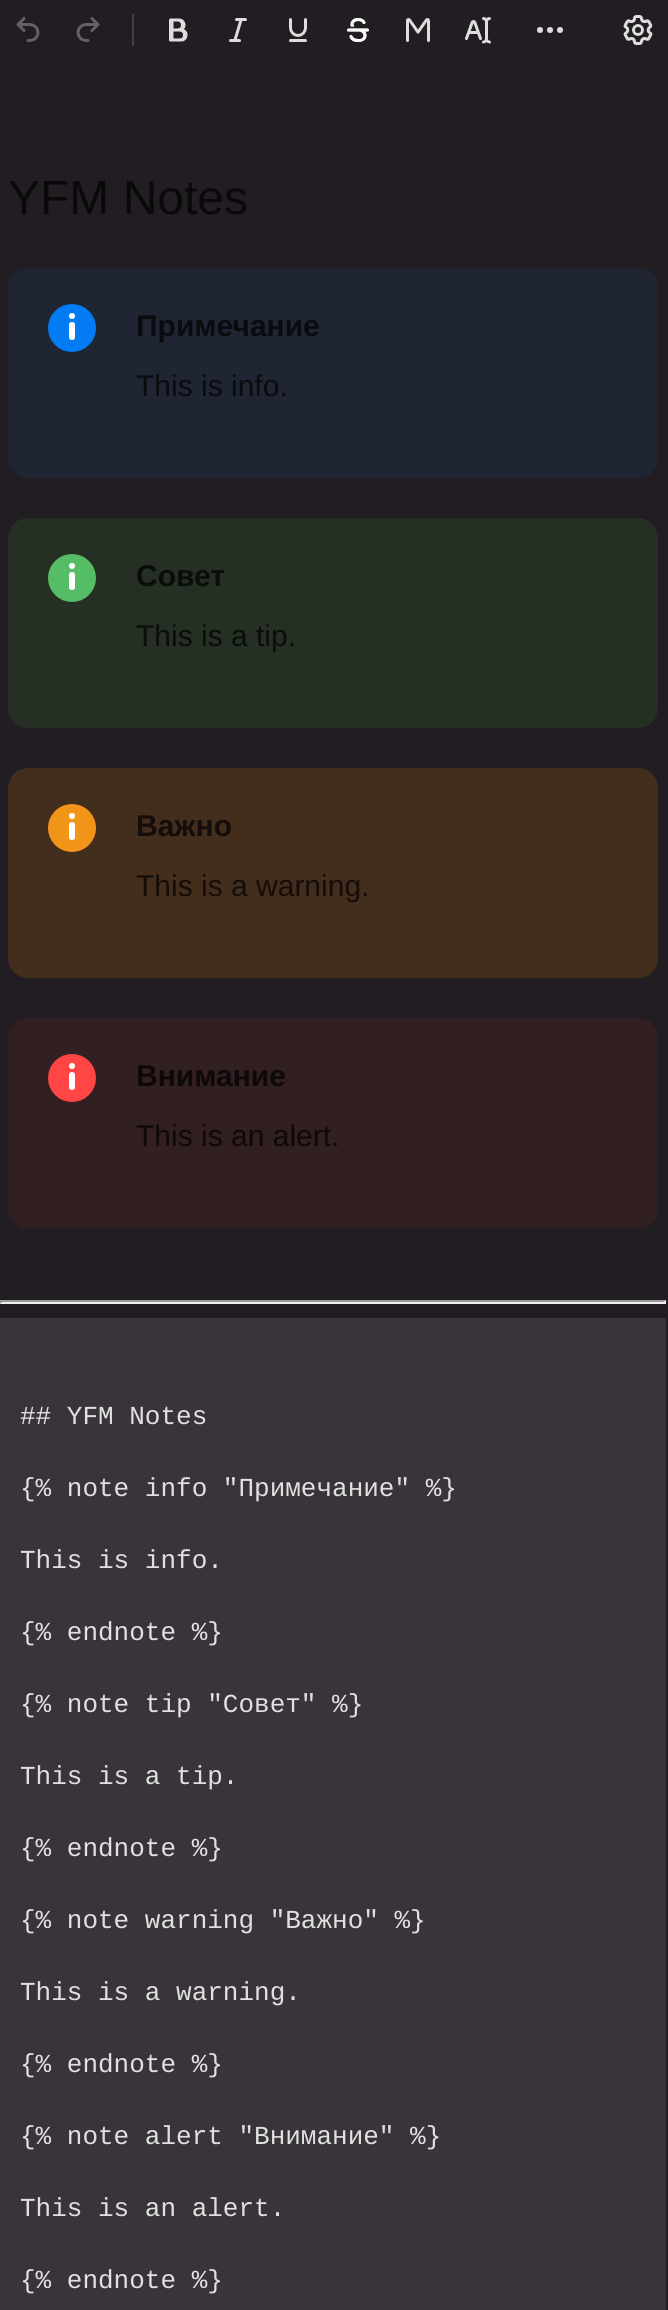 YFM Notes
Примечание
This is info.
Совет
This is a tip.
Важно
This is a warning.
Внимание
This is an alert.
## YFM Notes
{% note info "Примечание" %}
This is info.
{% endnote %}
{% note tip "Совет" %}
This is a tip.
{% endnote %}
{% note warning "Важно" %}
This is a warning.
{% endnote %}
{% note alert "Внимание" %}
This is an alert.
{% endnote %}